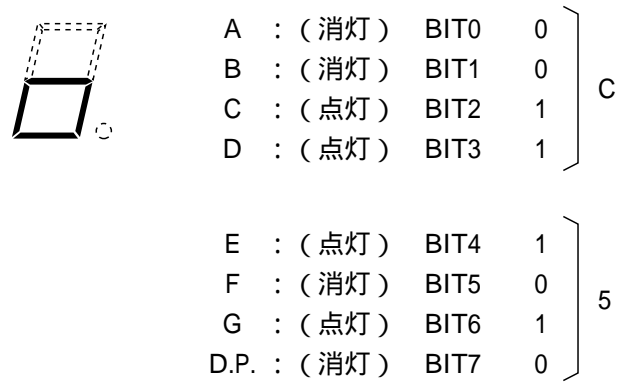 A : ( 消灯 ) BIT0 0
B : ( 消灯 ) BIT1 0
C : ( 点灯 ) BIT2 1
D : ( 点灯 ) BIT3 1
C
E : ( 点灯 ) BIT4 1
F : ( 消灯 ) BIT5 0
G : ( 点灯 ) BIT6 1
D.P. : ( 消灯 ) BIT7 0
5